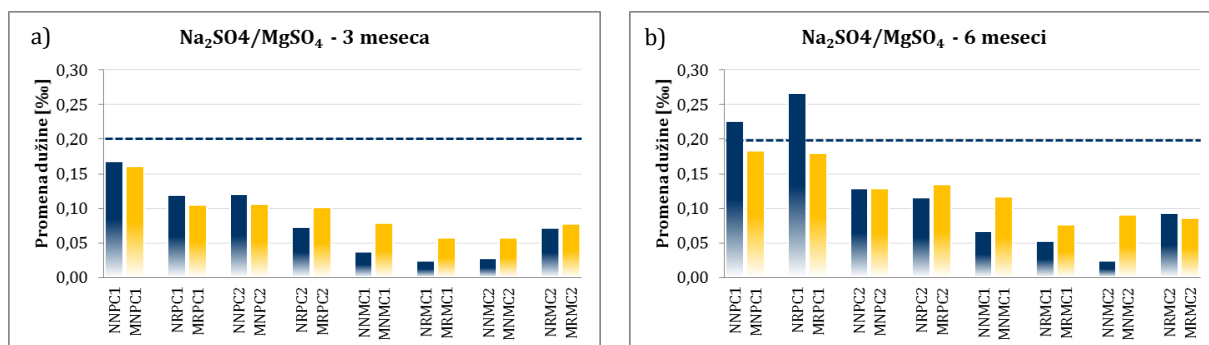 a)
Na₂SO4/MgSO₄ - 3 meseca
Promena dužine [‰]
0,30
0,25
0,20
0,15
0,10
0,05
0,00
NNPC1
MNPC1
NRPC1
MRPC1
NNPC2
MNPC2
NRPC2
MRPC2
NNMC1
MNMC1
NRMC1
MRMC1
NNMC2
MNMC2
NRMC2
MRMC2
b)
Na₂SO4/MgSO₄ - 6 meseci
Promena dužine [‰]
0,30
0,25
0,20
0,15
0,10
0,05
0,00
NNPC1
MNPC1
NRPC1
MRPC1
NNPC2
MNPC2
NRPC2
MRPC2
NNMC1
MNMC1
NRMC1
MRMC1
NNMC2
MNMC2
NRMC2
MRMC2